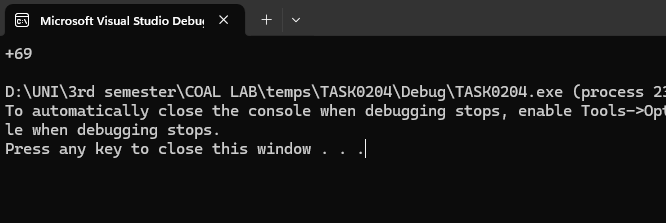 Microsoft Visual Studio Debug
+69
D:\UNI\3rd semester\COAL LAB\temps\TASK0204\Debug\TASK0204.exe (process 23
To automatically close the console when debugging stops, enable Tools->Opt
le when debugging stops.
Press any key to close this window . . .